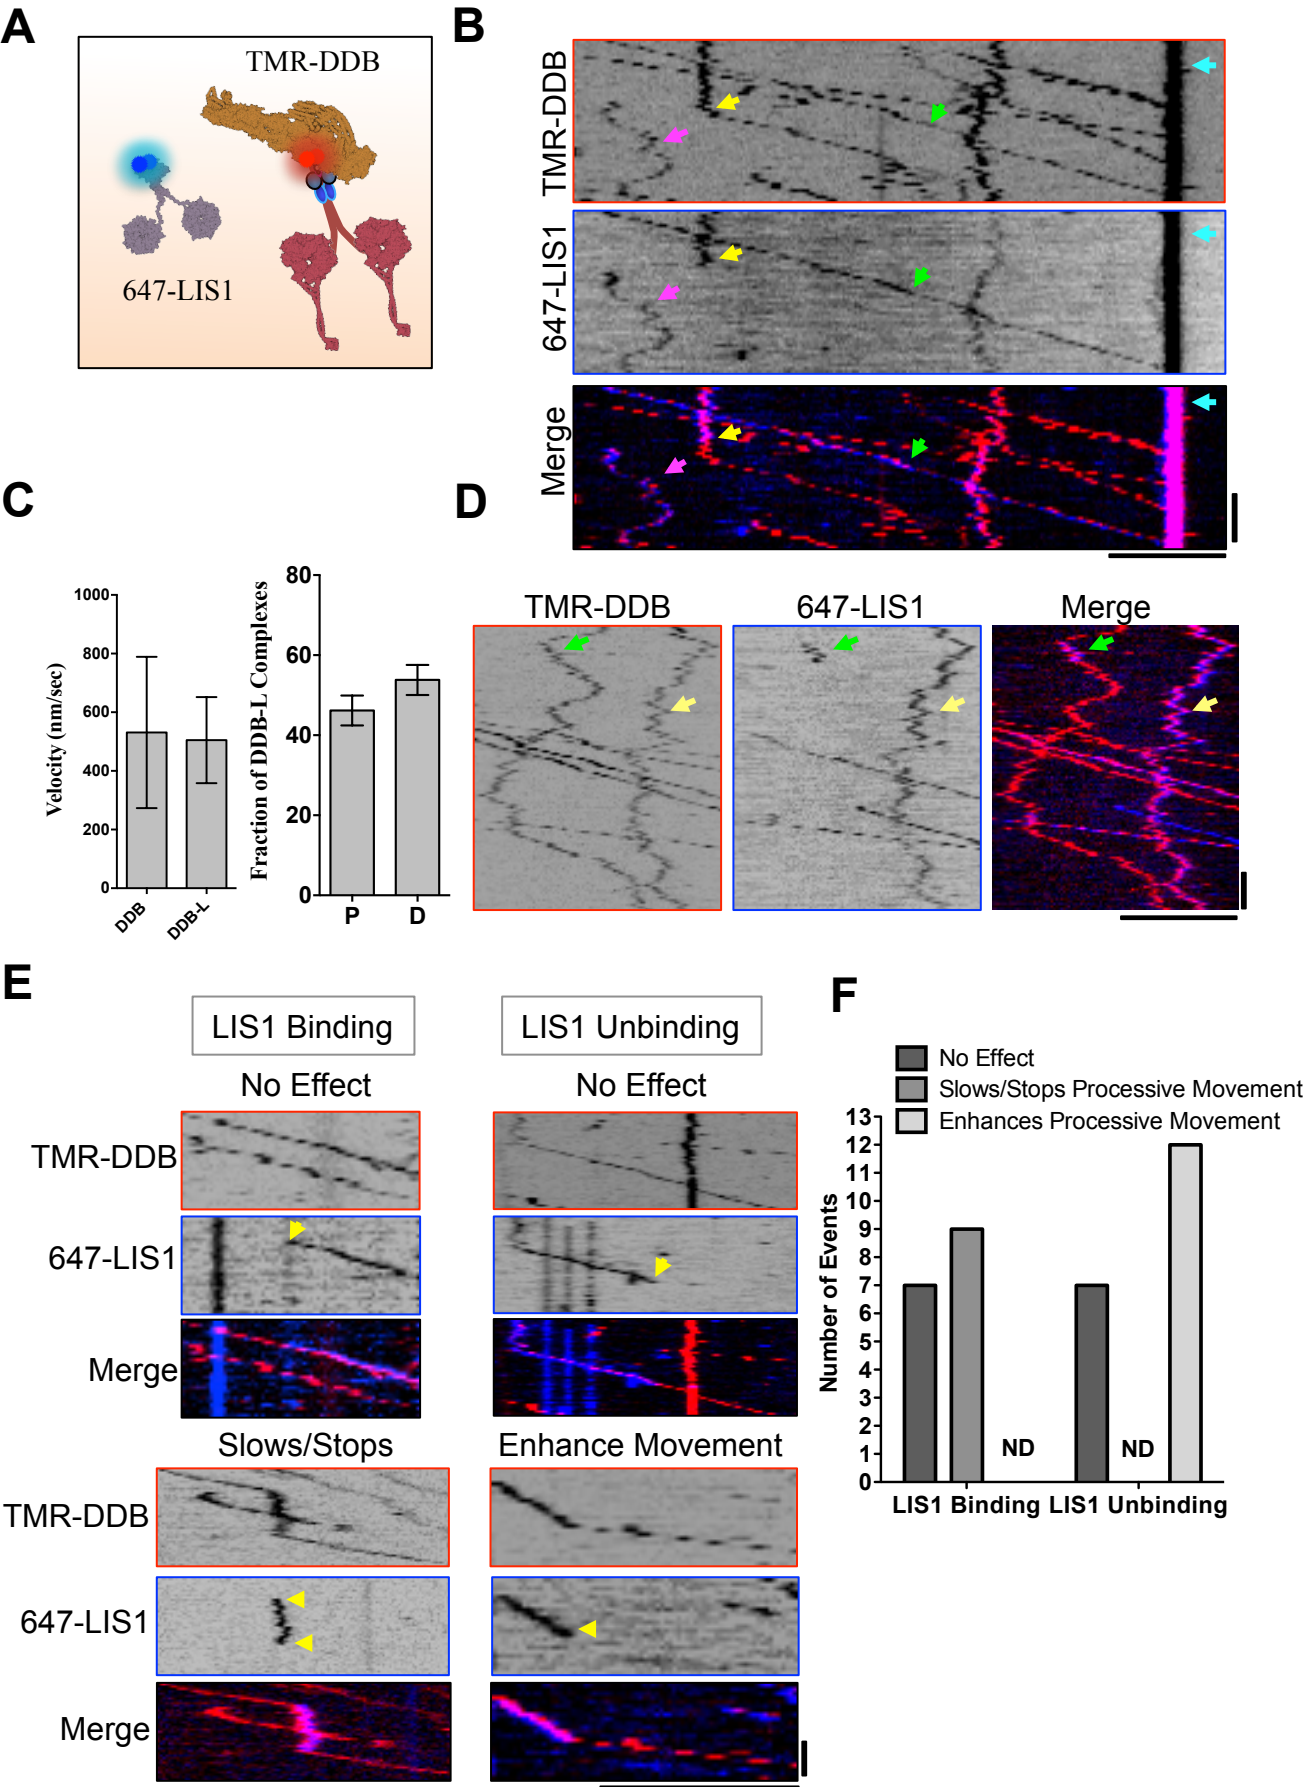 A
TMR-DDB
647-LIS1
B
TMR-DDB
647-LIS1
Merge
C
Velocity (nm/sec)
1000
800
600
400
200
0
DDB
DDB-L
Fraction of DDB-L Complexes
80
60
40
20
0
P
D
D
TMR-DDB
647-LIS1
Merge
E
LIS1 Binding
LIS1 Unbinding
No Effect
No Effect
TMR-DDB
647-LIS1
Merge
Slows/Stops
Enhance Movement
TMR-DDB
647-LIS1
Merge
F
No Effect
Slows/Stops Processive Movement
Enhances Processive Movement
Number of Events
13
12
11
10
9
8
7
6
5
4
3
2
1
0
ND
ND
LIS1 Binding
LIS1 Unbinding